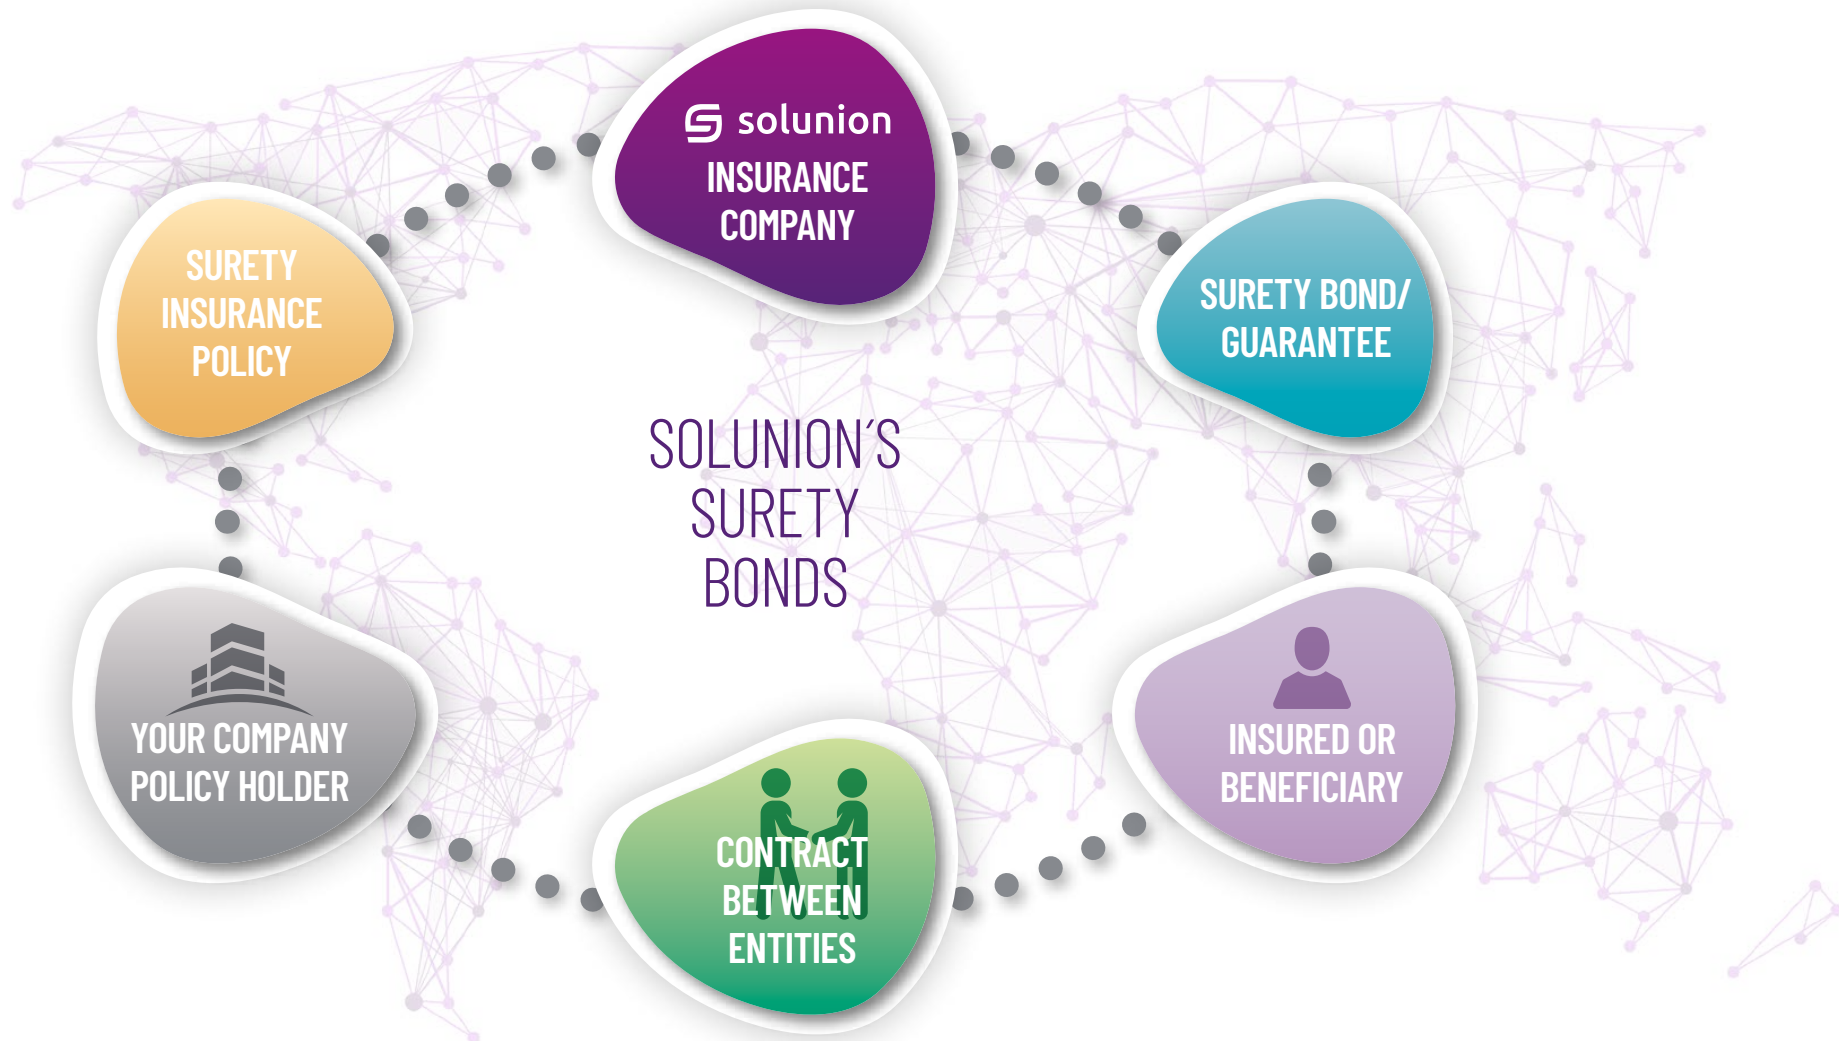 solunion
INSURANCE
COMPANY
SURETY
INSURANCE
POLICY
SURETY BOND/
GUARANTEE
SOLUNION´S
SURETY
BONDS
YOUR COMPANY
POLICY HOLDER
INSURED OR
BENEFICIARY
CONTRACT
BETWEEN
ENTITIES